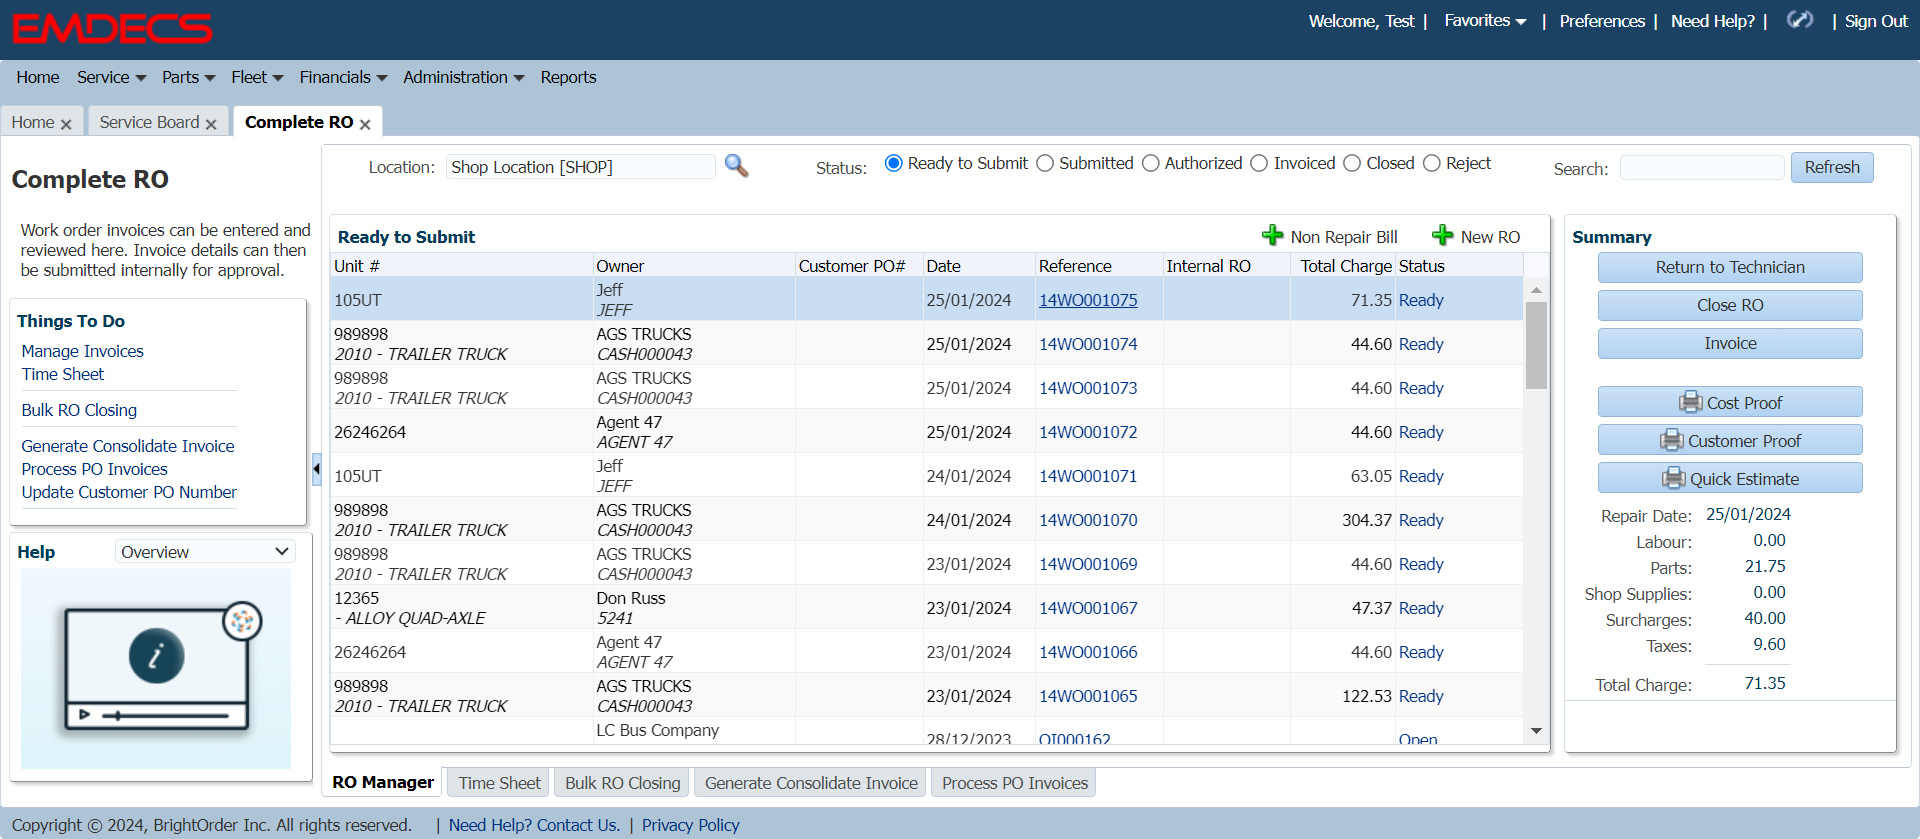 EMDECS
Welcome, Test | Favorites | Preferences | Need Help? | | Sign Out
Home Service Parts Fleet Financials Administration Reports
Home Service Board Complete RO
Complete RO
Work order invoices can be entered and
reviewed here. Invoice details can then
be submitted internally for approval.
Things To Do
Manage Invoices
Time Sheet
Bulk RO Closing
Generate Consolidate Invoice
Process PO Invoices
Update Customer PO Number
Help Overview
i
Location: Shop Location [SHOP] Status: Ready to Submit Submitted Authorized Invoiced Closed Reject Search: Refresh
Ready to Submit Non Repair Bill New RO
Unit # Owner Customer PO# Date Reference Internal RO Total Charge Status
105UT Jeff 25/01/2024 14WO001075 71.35 Ready
JEFF
989898 AGS TRUCKS 25/01/2024 14WO001074 44.60 Ready
2010 - TRAILER TRUCK CASH000043
989898 AGS TRUCKS 25/01/2024 14WO001073 44.60 Ready
2010 - TRAILER TRUCK CASH000043
26246264 Agent 47 25/01/2024 14WO001072 44.60 Ready
AGENT 47
105UT Jeff 24/01/2024 14WO001071 63.05 Ready
JEFF
989898 AGS TRUCKS 24/01/2024 14WO001070 304.37 Ready
2010 - TRAILER TRUCK CASH000043
989898 AGS TRUCKS 23/01/2024 14WO001069 44.60 Ready
2010 - TRAILER TRUCK CASH000043
12365 Don Russ 23/01/2024 14WO001067 47.37 Ready
- ALLOY QUAD-AXLE 5241
26246264 Agent 47 23/01/2024 14WO001066 44.60 Ready
AGENT 47
989898 AGS TRUCKS 23/01/2024 14WO001065 122.53 Ready
2010 - TRAILER TRUCK CASH000043
LC Bus Company 28/12/2023 OI000162 Open
Summary
Return to Technician
Close RO
Invoice
Cost Proof
Customer Proof
Quick Estimate
Repair Date: 25/01/2024
Labour: 0.00
Parts: 21.75
Shop Supplies: 0.00
Surcharges: 40.00
Taxes: 9.60
Total Charge: 71.35
RO Manager Time Sheet Bulk RO Closing Generate Consolidate Invoice Process PO Invoices
Copyright © 2024, BrightOrder Inc. All rights reserved. | Need Help? Contact Us. | Privacy Policy